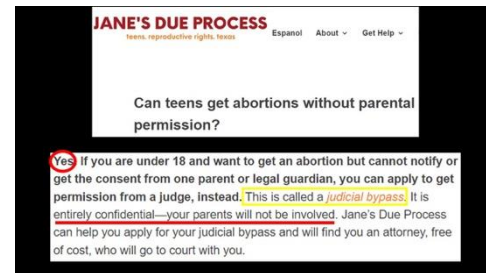 JANE'S DUE PROCESS
teens. reproductive rights. texas
Espanol About Get Help
Can teens get abortions without parental
permission?
Yes. If you are under 18 and want to get an abortion but cannot notify or
get the consent from one parent or legal guardian, you can apply to get
permission from a judge, instead. This is called a judicial bypass. It is
entirely confidential—your parents will not be involved. Jane's Due Process
can help you apply for your judicial bypass and will find you an attorney, free
of cost, who will go to court with you.